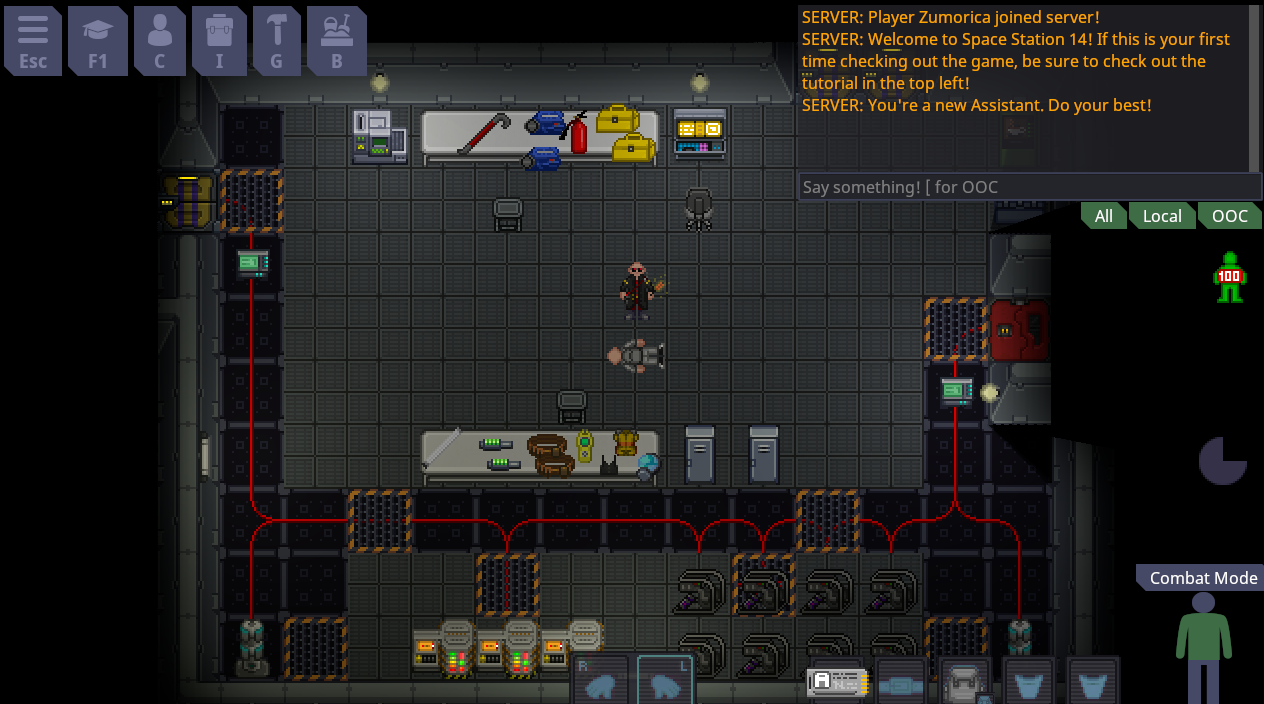 Esc
F1
C
I
G
B
SERVER: Player Zumorica joined server!
SERVER: Welcome to Space Station 14! If this is your first
time checking out the game, be sure to check out the
tutorial in the top left!
SERVER: You're a new Assistant. Do your best!
Say something! [ for OOC
All
Local
OOC
100
Combat Mode
R
L